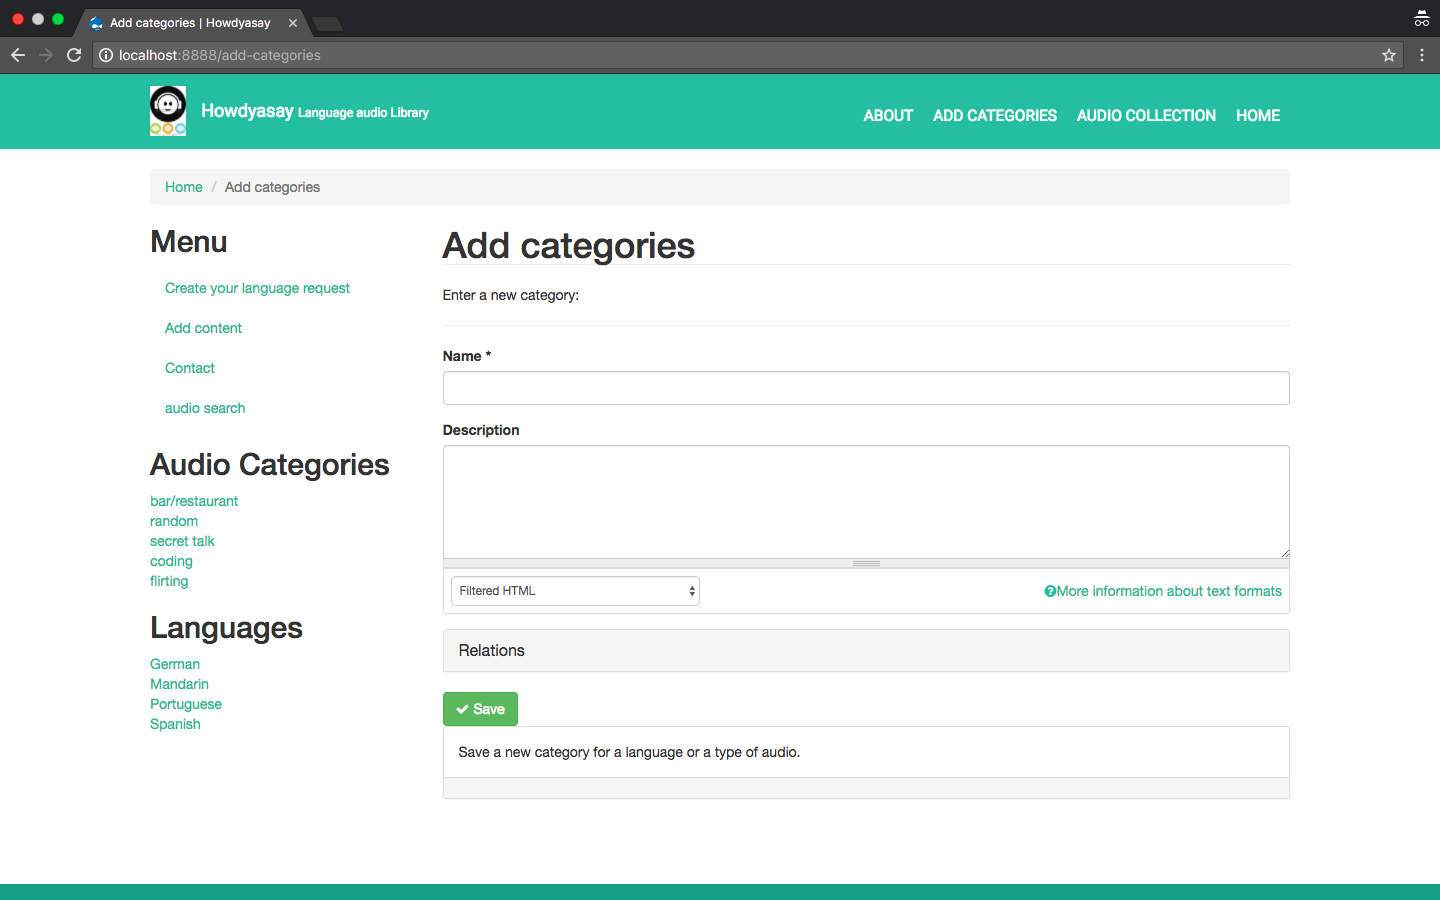 Add categories | Howdyasay
localhost:8888/add-categories
Howdyasay Language audio Library
ABOUT ADD CATEGORIES AUDIO COLLECTION HOME
Home / Add categories
Menu
Create your language request
Add content
Contact
audio search
Audio Categories
bar/restaurant
random
secret talk
coding
flirting
Languages
German
Mandarin
Portuguese
Spanish
Add categories
Enter a new category:
Name *
Description
Filtered HTML
More information about text formats
Relations
Save
Save a new category for a language or a type of audio.